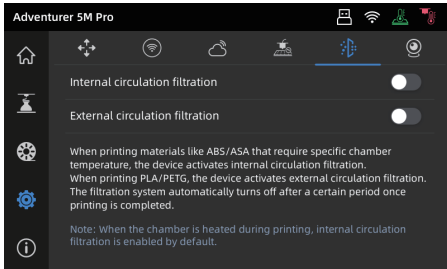 Adventurer 5M Pro
Internal circulation filtration
External circulation filtration
When printing materials like ABS/ASA that require specific chamber
temperature, the device activates internal circulation filtration.
When printing PLA/PETG, the device activates external circulation filtration.
The filtration system automatically turns off after a certain period once
printing is completed.
Note: When the chamber is heated during printing, internal circulation
filtration is enabled by default.